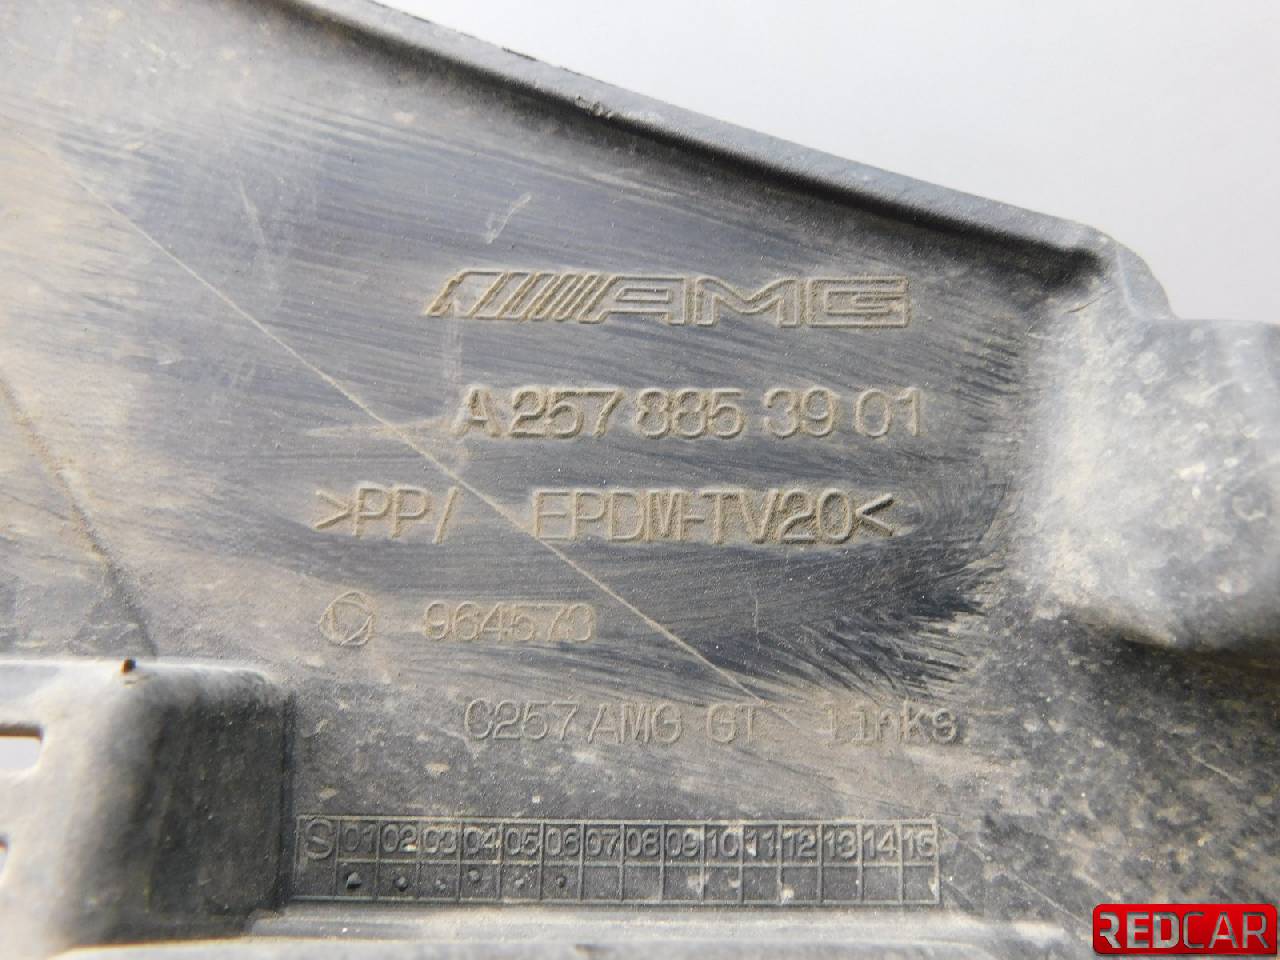 AMG
A 257 885 39 01
>PP/ EPDM-TV20<
964570
C257 AMG GT links
S 01 02 03 04 05 06 07 08 09 10 11 12 13 14 15
REDCAR